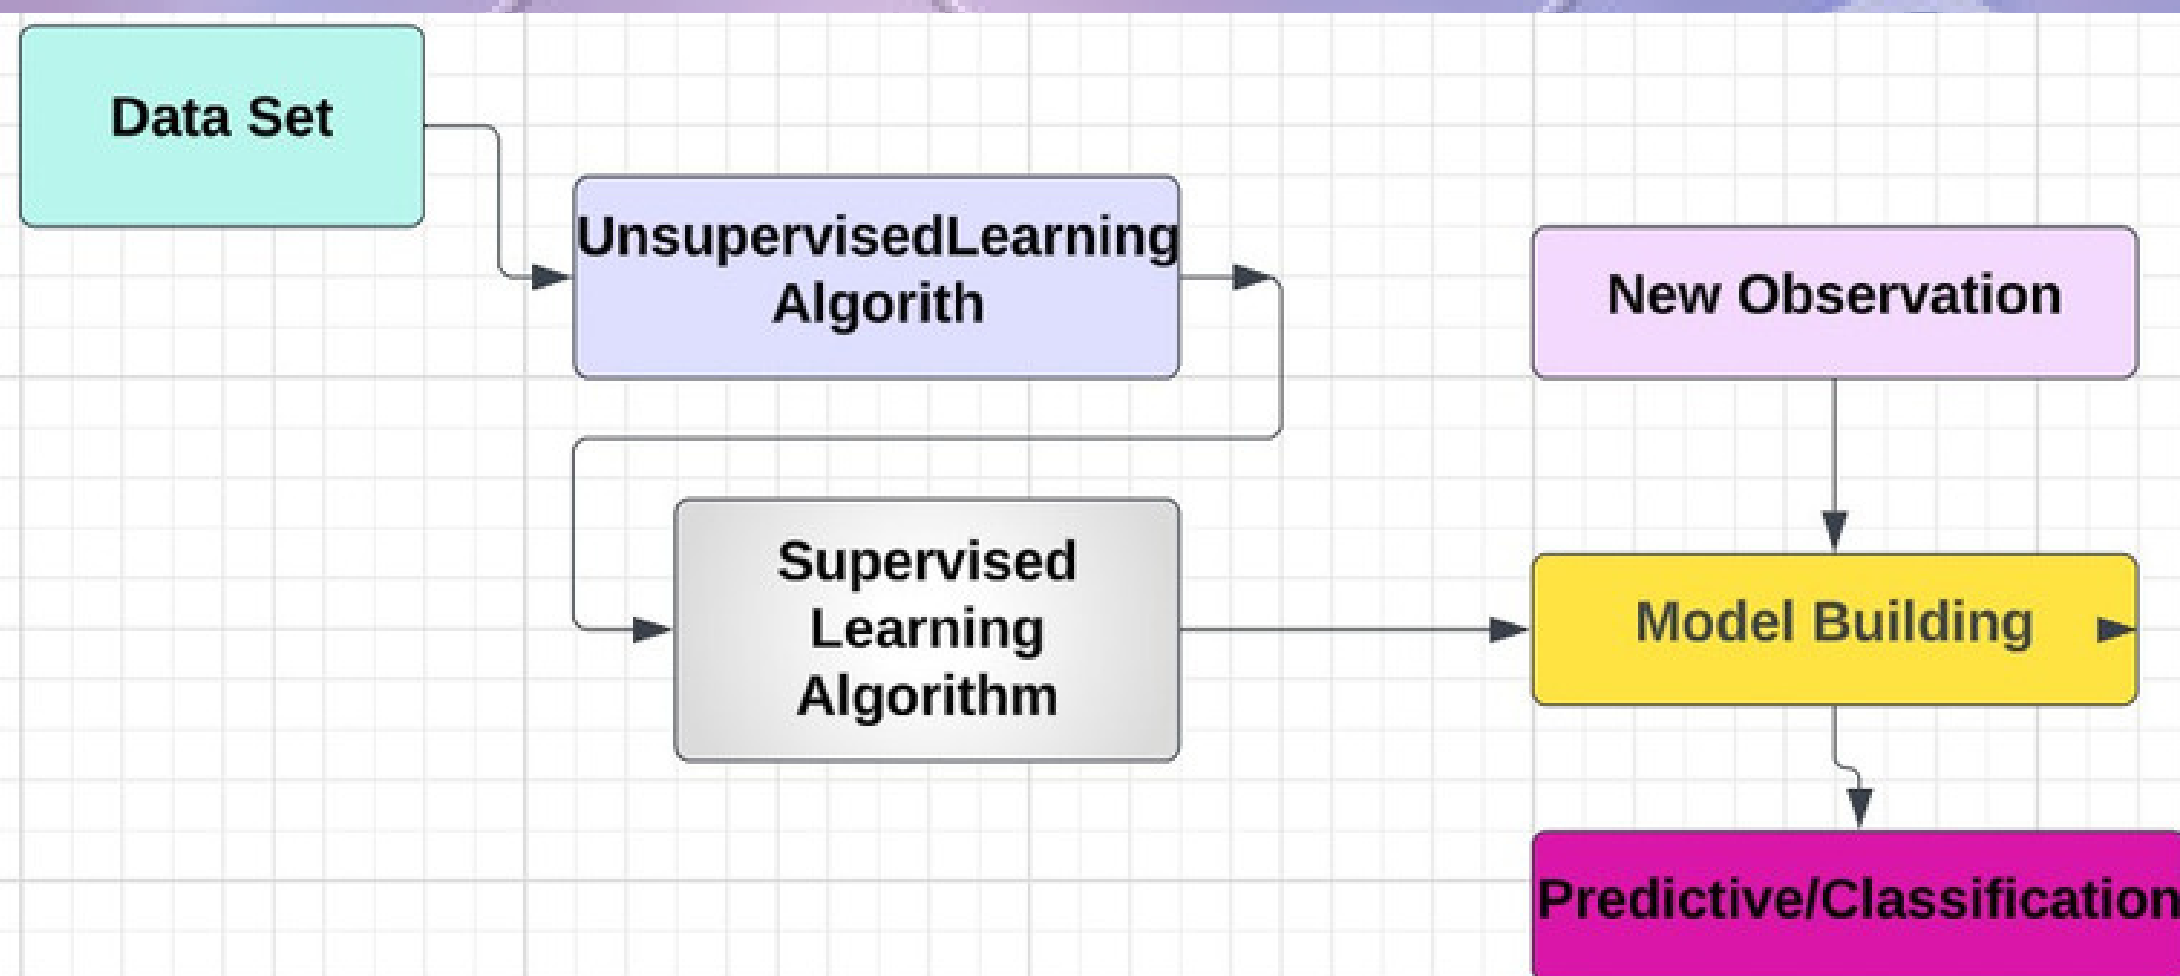 Data Set
UnsupervisedLearning
Algorith
New Observation
Supervised
Learning
Algorithm
Model Building
Predictive/Classification